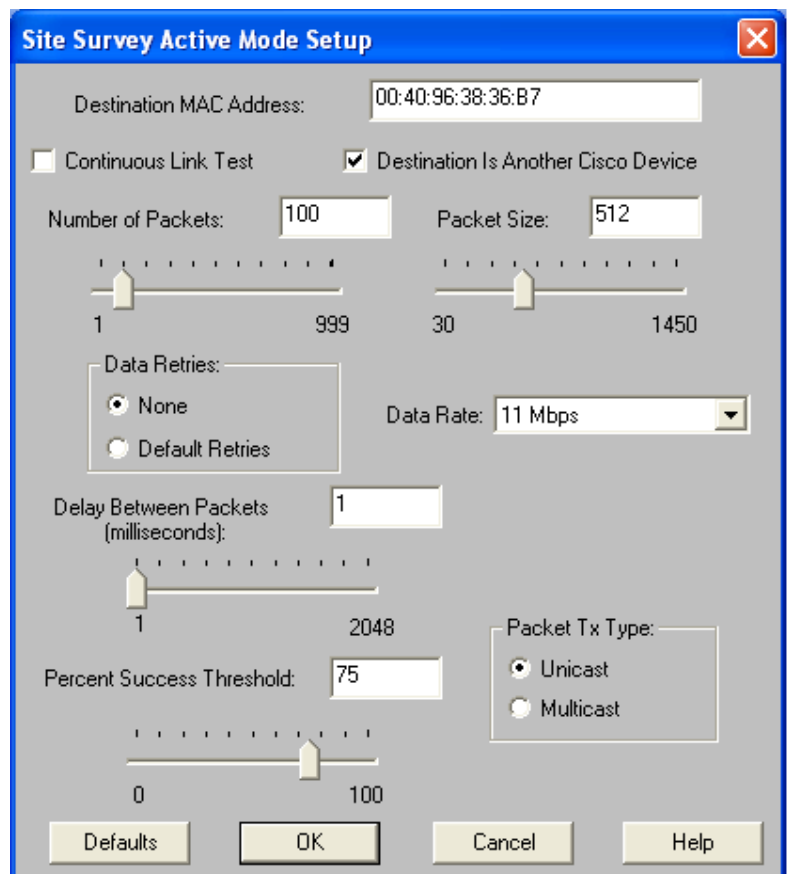 Site Survey Active Mode Setup
Destination MAC Address: 00:40:96:38:36:B7
Continuous Link Test Destination Is Another Cisco Device
Number of Packets: 100 Packet Size: 512
1 999 30 1450
Data Retries:
None
Data Rate: 11 Mbps
Default Retries
Delay Between Packets
(milliseconds): 1
1 2048
Packet Tx Type:
Unicast
Percent Success Threshold: 75
Multicast
0 100
Defaults OK Cancel Help